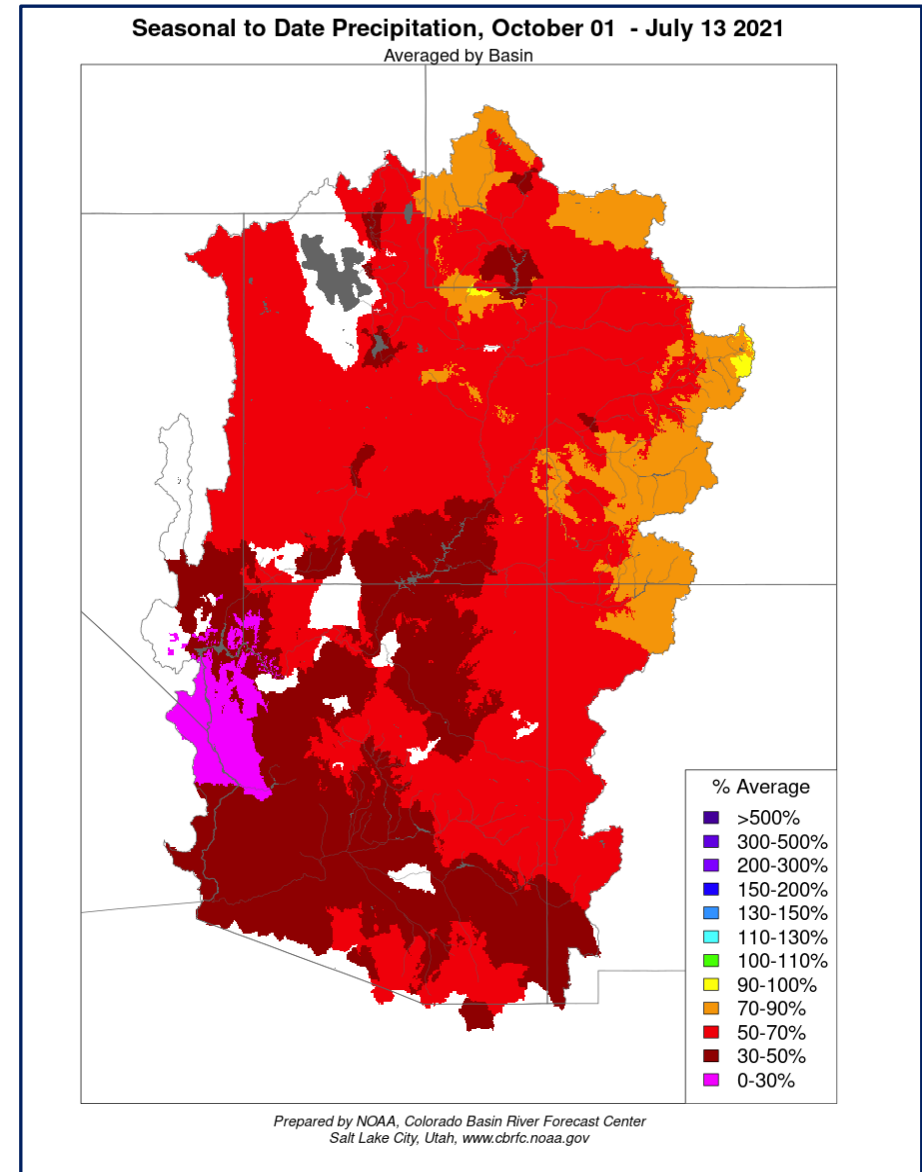 Seasonal to Date Precipitation, October 01 - July 13 2021
Averaged by Basin
% Average
>500%
300-500%
200-300%
150-200%
130-150%
110-130%
100-110%
90-100%
70-90%
50-70%
30-50%
0-30%
Prepared by NOAA, Colorado Basin River Forecast Center
Salt Lake City, Utah, www.cbrfc.noaa.gov